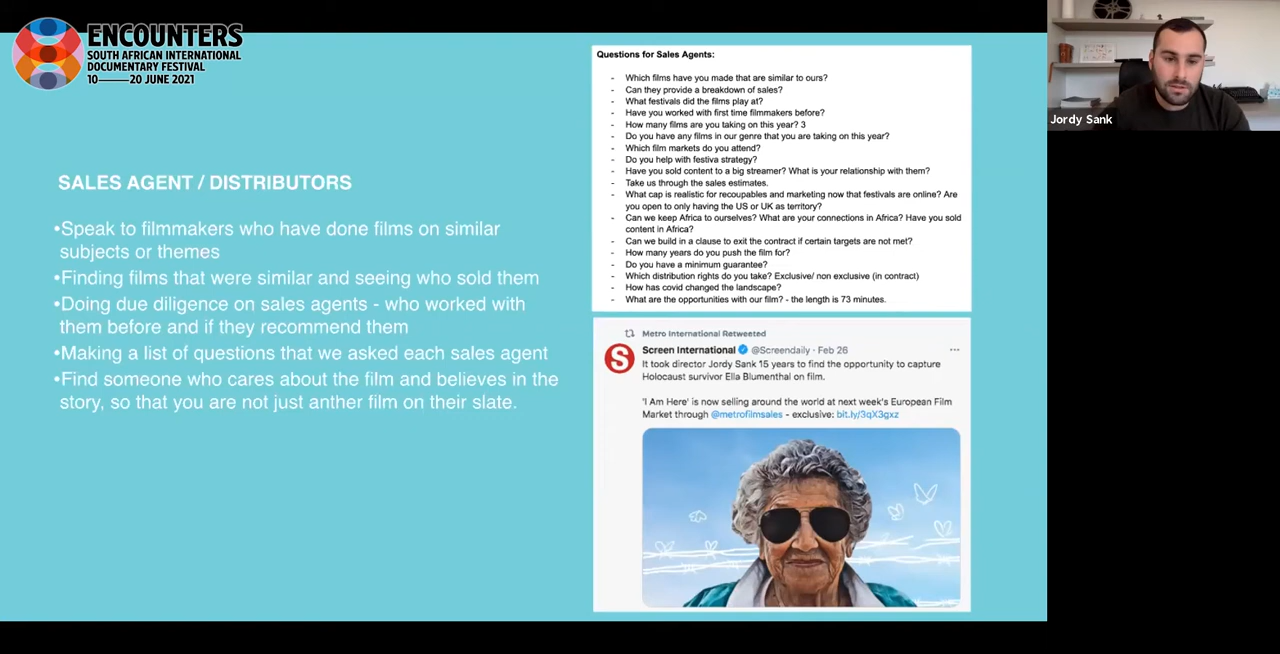 ENCOUNTERS
SOUTH AFRICAN INTERNATIONAL
DOCUMENTARY FESTIVAL
10——20 JUNE 2021
SALES AGENT / DISTRIBUTORS
•Speak to filmmakers who have done films on similar
subjects or themes
•Finding films that were similar and seeing who sold them
•Doing due diligence on sales agents - who worked with
them before and if they recommend them
•Making a list of questions that we asked each sales agent
•Find someone who cares about the film and believes in the
story, so that you are not just anther film on their slate.
Questions for Sales Agents:
- Which films have you made that are similar to ours?
- Can they provide a breakdown of sales?
- What festivals did the films play at?
- Have you worked with first time filmmakers before?
- How many films are you taking on this year? 3
- Do you have any films in our genre that you are taking on this year?
- Which film markets do you attend?
- Do you help with festiva strategy?
- Have you sold content to a big streamer? What is your relationship with them?
- Take us through the sales estimates.
- What cap is realistic for recoupables and marketing now that festivals are online? Are
you open to only having the US or UK as territory?
- Can we keep Africa to ourselves? What are your connections in Africa? Have you sold
content in Africa?
- Can we build in a clause to exit the contract if certain targets are not met?
- How many years do you push the film for?
- Do you have a minimum guarantee?
- Which distribution rights do you take? Exclusive/ non exclusive (in contract)
- How has covid changed the landscape?
- What are the opportunities with our film? - the length is 73 minutes.
Metro International Retweeted
Screen International @Screendaily · Feb 26
It took director Jordy Sank 15 years to find the opportunity to capture
Holocaust survivor Ella Blumenthal on film.
'I Am Here' is now selling around the world at next week's European Film
Market through @metrofilmsales - exclusive: bit.ly/3qX3gxz
Jordy Sank